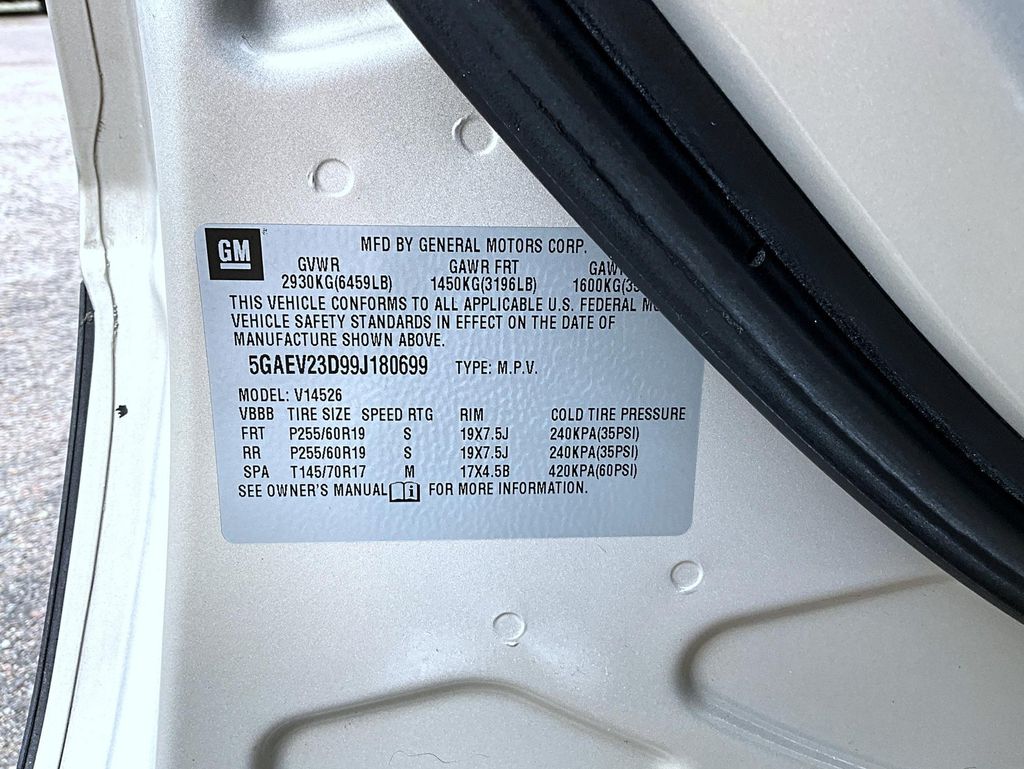 GM
MFD BY GENERAL MOTORS CORP.
GVWR GAWR FRT
2930KG(6459LB) 1450KG(3196LB) 1600KG
THIS VEHICLE CONFORMS TO ALL APPLICABLE U.S. FEDERAL
VEHICLE SAFETY STANDARDS IN EFFECT ON THE DATE OF
MANUFACTURE SHOWN ABOVE.
5GAEV23D99J180699 TYPE: M.P.V.
MODEL: V14526
VBBB TIRE SIZE SPEED RTG RIM COLD TIRE PRESSURE
FRT P255/60R19 S 19X7.5J 240KPA(35PSI)
RR P255/60R19 S 19X7.5J 240KPA(35PSI)
SPA T145/70R17 M 17X4.5B 420KPA(60PSI)
SEE OWNER'S MANUAL FOR MORE INFORMATION.